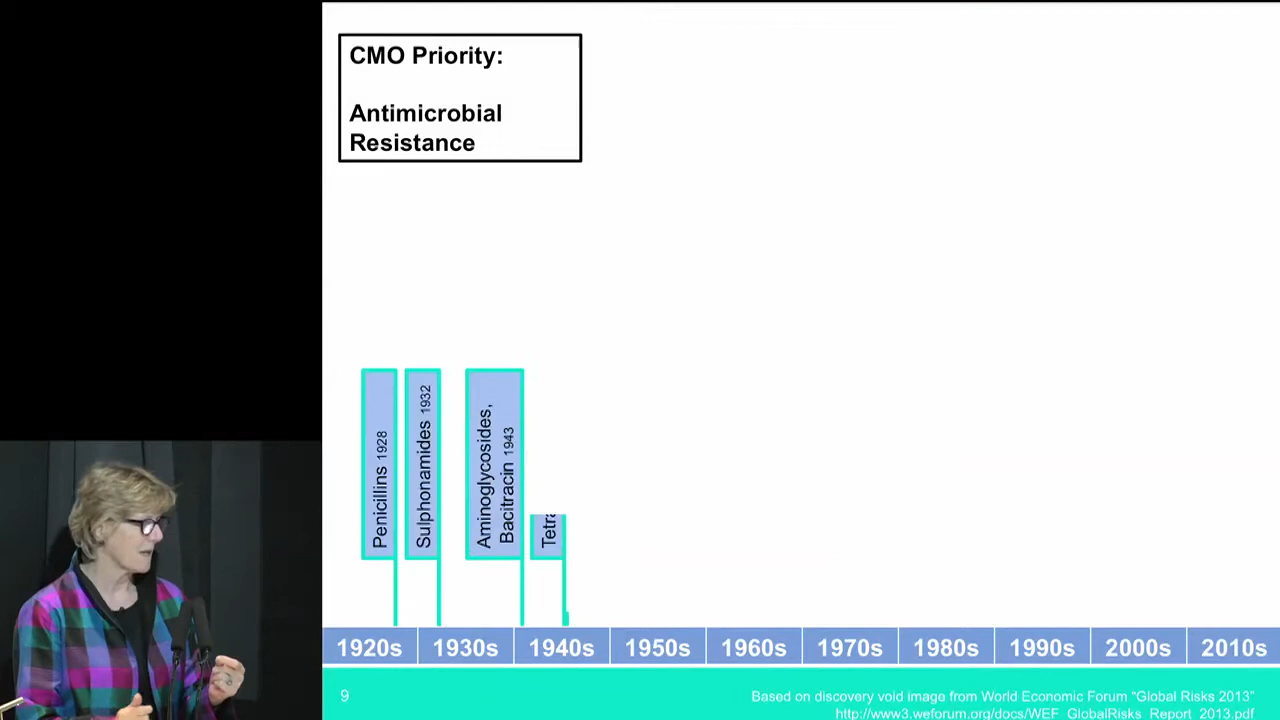 CMO Priority:
Antimicrobial
Resistance
Penicillins 1928
Sulphonamides 1932
Aminoglycosides,
Bacitracin 1943
1920s 1930s 1940s 1950s 1960s 1970s 1980s 1990s 2000s 2010s
9
Based on discovery void image from World Economic Forum "Global Risks 2013"
http://www3.weforum.org/docs/WEF_GlobalRisks_Report_2013.pdf